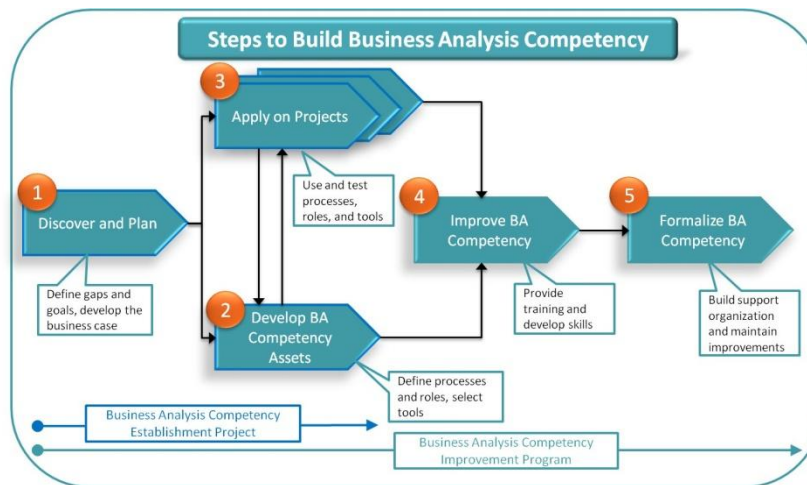 Steps to Build Business Analysis Competency
3
Apply on Projects
Use and test
processes,
roles, and tools
1
Discover and Plan
Define gaps and
goals, develop the
business case
2
Develop BA
Competency
Assets
Define processes
and roles, select
tools
4
Improve BA
Competency
Provide
training and
develop skills
5
Formalize BA
Competency
Build support
organization
and maintain
improvements
Business Analysis Competency
Establishment Project
Business Analysis Competency
Improvement Program